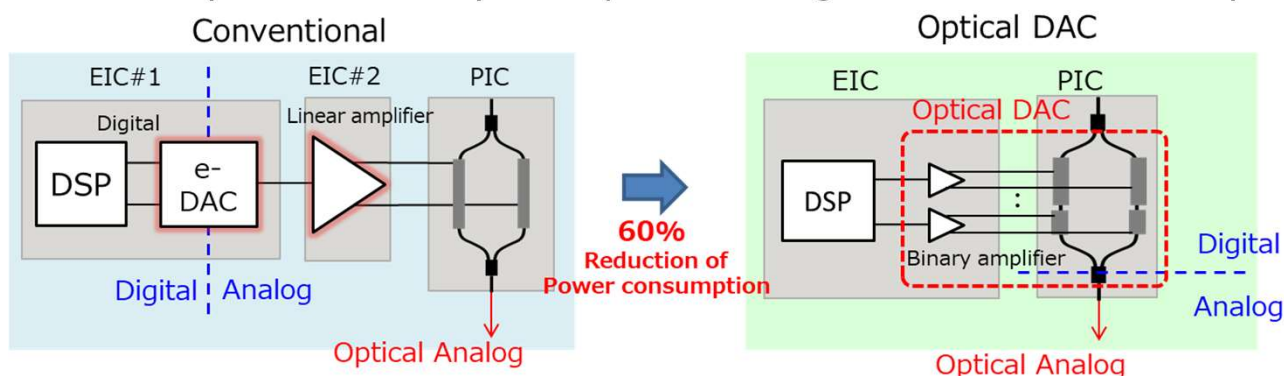 Conventional
EIC#1
EIC#2
PIC
Digital
Linear amplifier
DSP
e-
DAC
Digital
Analog
Optical Analog
60%
Reduction of
Power consumption
Optical DAC
EIC
PIC
Optical DAC
DSP
:
Binary amplifier
Digital
Analog
Optical Analog